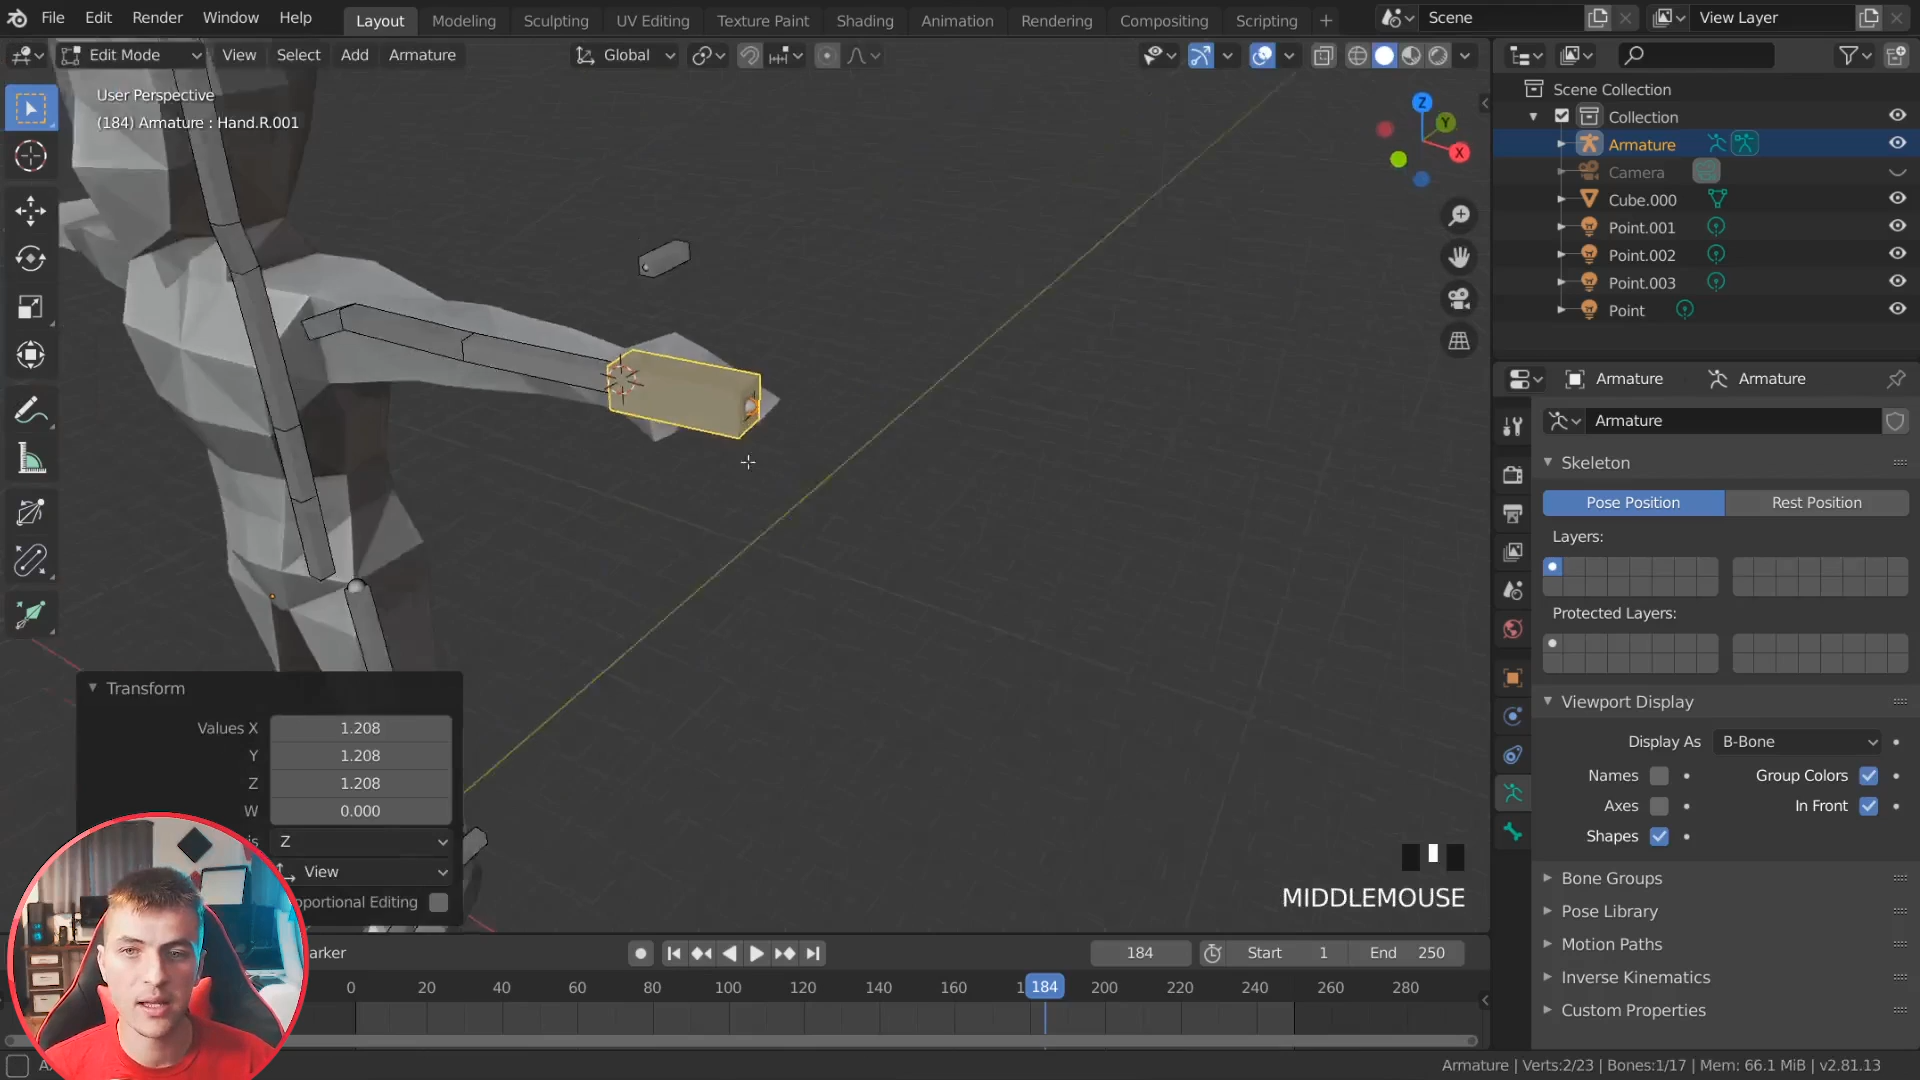 File Edit Render Window Help Layout Modeling Sculpting UV Editing Texture Paint Shading Animation Rendering Compositing Scripting + Scene View Layer
Edit Mode View Select Add Armature Global
User Perspective
(184) Armature : Hand.R.001
Z
Y
X
Scene Collection
Collection
Armature
Camera
Cube.000
Point.001
Point.002
Point.003
Point
Armature Armature
Armature
Skeleton
Pose Position Rest Position
Layers:
Protected Layers:
Viewport Display
Display As B-Bone
Names Group Colors
Axes In Front
Shapes
Bone Groups
Pose Library
Motion Paths
Inverse Kinematics
Custom Properties
Transform
Values X 1.208
Y 1.208
Z 1.208
W 0.000
is Z
View
oportional Editing
MIDDLEMOUSE
arker 184 Start 1 End 250
0 20 40 60 80 100 120 140 160 1 184 200 220 240 260 280
Armature | Verts:2/23 | Bones:1/17 | Mem: 66.1 MiB | v2.81.13